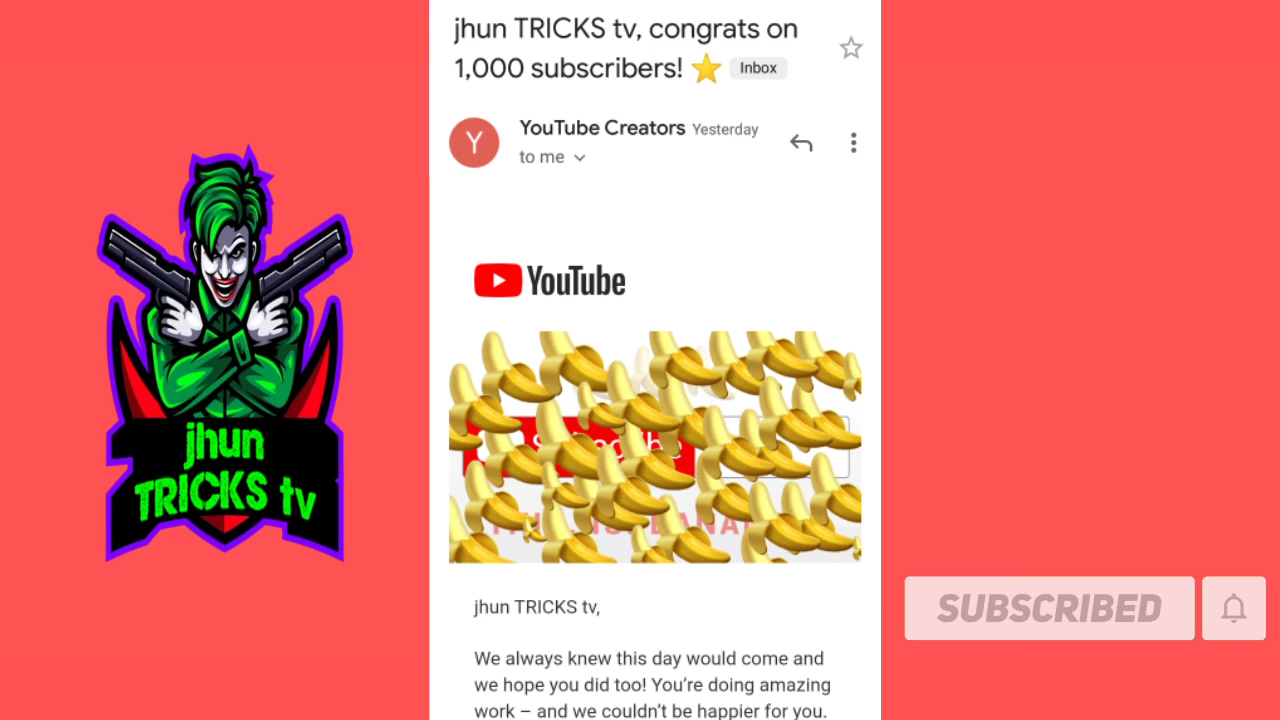 jhun TRICKS tv, congrats on
1,000 subscribers! ⭐ Inbox
Y
YouTube Creators Yesterday
to me
YouTube
jhun
TRICKS tv
jhun TRICKS tv,
We always knew this day would come and
we hope you did too! You’re doing amazing
work – and we couldn’t be happier for you.
SUBSCRIBED